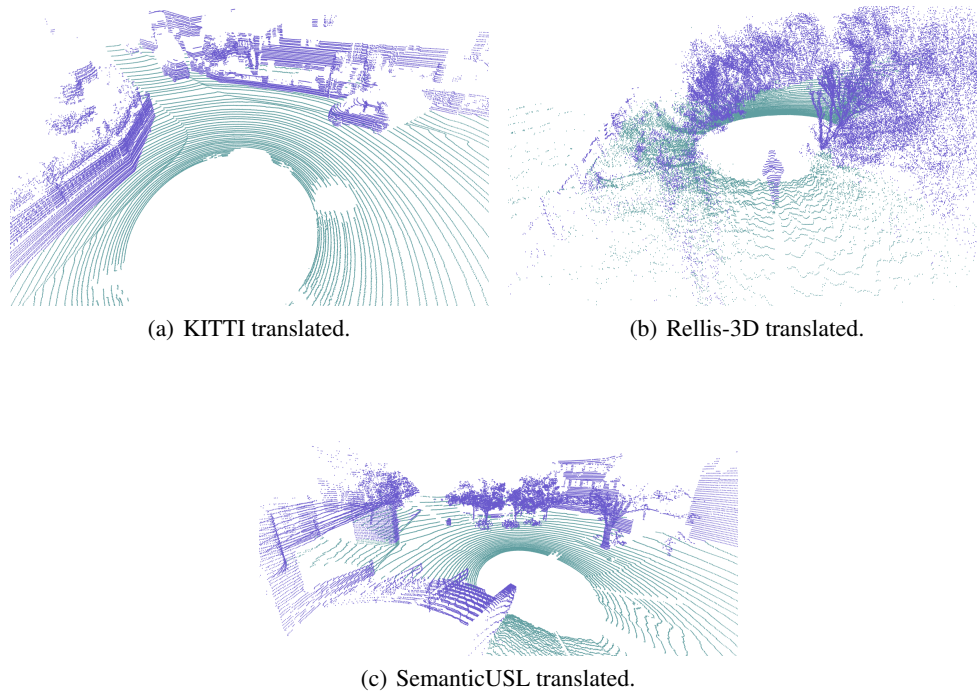 (a) KITTI translated.
(b) Rellis-3D translated.
(c) SemanticUSL translated.